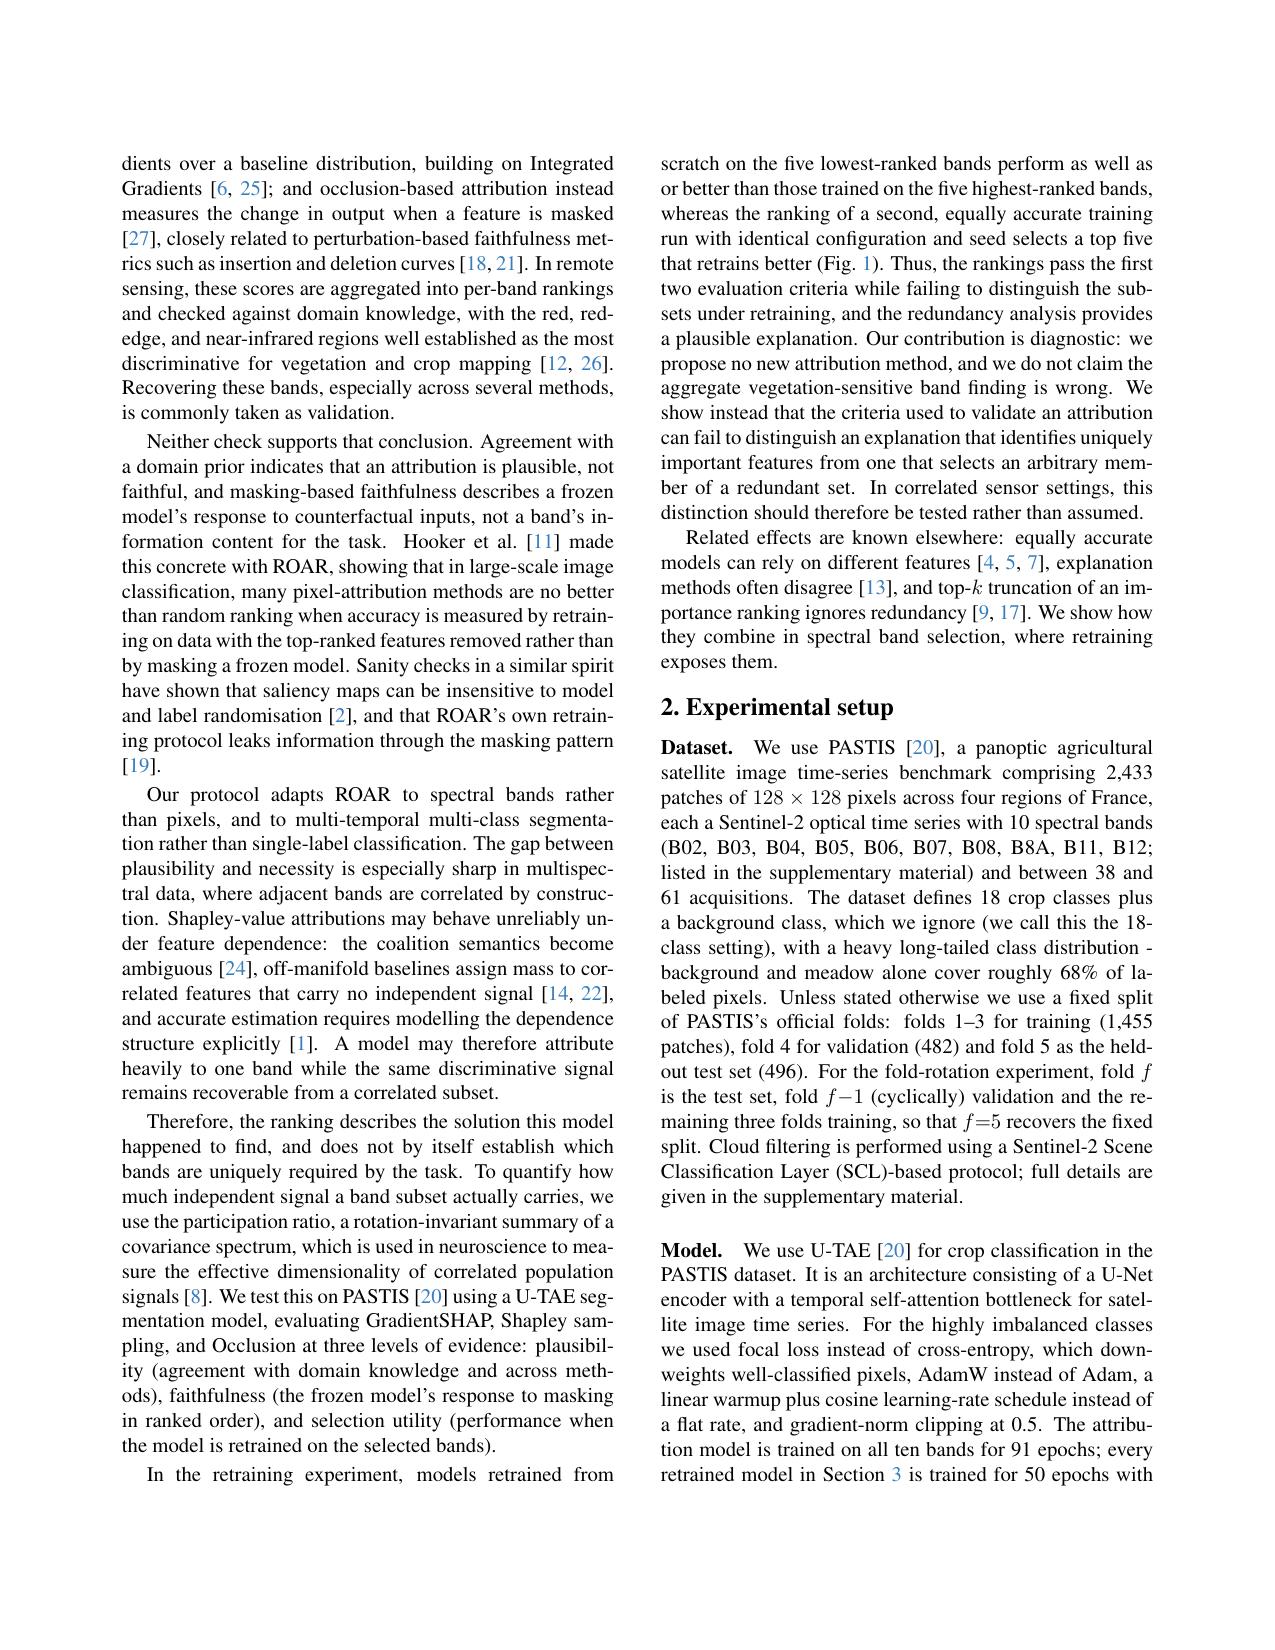 dients over a baseline distribution, building on Integrated
Gradients [6, 25]; and occlusion-based attribution instead
measures the change in output when a feature is masked
[27], closely related to perturbation-based faithfulness met-
rics such as insertion and deletion curves [18, 21]. In remote
sensing, these scores are aggregated into per-band rankings
and checked against domain knowledge, with the red, red-
edge, and near-infrared regions well established as the most
discriminative for vegetation and crop mapping [12, 26].
Recovering these bands, especially across several methods,
is commonly taken as validation.
Neither check supports that conclusion. Agreement with
a domain prior indicates that an attribution is plausible, not
faithful, and masking-based faithfulness describes a frozen
model's response to counterfactual inputs, not a band's in-
formation content for the task. Hooker et al. [11] made
this concrete with ROAR, showing that in large-scale image
classification, many pixel-attribution methods are no better
than random ranking when accuracy is measured by retrain-
ing on data with the top-ranked features removed rather than
by masking a frozen model. Sanity checks in a similar spirit
have shown that saliency maps can be insensitive to model
and label randomisation [2], and that ROAR's own retrain-
ing protocol leaks information through the masking pattern
[19].
Our protocol adapts ROAR to spectral bands rather
than pixels, and to multi-temporal multi-class segmenta-
tion rather than single-label classification. The gap between
plausibility and necessity is especially sharp in multispec-
tral data, where adjacent bands are correlated by construc-
tion. Shapley-value attributions may behave unreliably un-
der feature dependence: the coalition semantics become
ambiguous [24], off-manifold baselines assign mass to cor-
related features that carry no independent signal [14, 22],
and accurate estimation requires modelling the dependence
structure explicitly [1]. A model may therefore attribute
heavily to one band while the same discriminative signal
remains recoverable from a correlated subset.
Therefore, the ranking describes the solution this model
happened to find, and does not by itself establish which
bands are uniquely required by the task. To quantify how
much independent signal a band subset actually carries, we
use the participation ratio, a rotation-invariant summary of a
covariance spectrum, which is used in neuroscience to mea-
sure the effective dimensionality of correlated population
signals [8]. We test this on PASTIS [20] using a U-TAE seg-
mentation model, evaluating GradientSHAP, Shapley sam-
pling, and Occlusion at three levels of evidence: plausibil-
ity (agreement with domain knowledge and across meth-
ods), faithfulness (the frozen model's response to masking
in ranked order), and selection utility (performance when
the model is retrained on the selected bands).
In the retraining experiment, models retrained from
scratch on the five lowest-ranked bands perform as well as
or better than those trained on the five highest-ranked bands,
whereas the ranking of a second, equally accurate training
run with identical configuration and seed selects a top five
that retrains better (Fig. 1). Thus, the rankings pass the first
two evaluation criteria while failing to distinguish the sub-
sets under retraining, and the redundancy analysis provides
a plausible explanation. Our contribution is diagnostic: we
propose no new attribution method, and we do not claim the
aggregate vegetation-sensitive band finding is wrong. We
show instead that the criteria used to validate an attribution
can fail to distinguish an explanation that identifies uniquely
important features from one that selects an arbitrary mem-
ber of a redundant set. In correlated sensor settings, this
distinction should therefore be tested rather than assumed.
Related effects are known elsewhere: equally accurate
models can rely on different features [4, 5, 7], explanation
methods often disagree [13], and top-k truncation of an im-
portance ranking ignores redundancy [9, 17]. We show how
they combine in spectral band selection, where retraining
exposes them.
2. Experimental setup
Dataset. We use PASTIS [20], a panoptic agricultural
satellite image time-series benchmark comprising 2,433
patches of 128 × 128 pixels across four regions of France,
each a Sentinel-2 optical time series with 10 spectral bands
(B02, B03, B04, B05, B06, B07, B08, B8A, B11, B12;
listed in the supplementary material) and between 38 and
61 acquisitions. The dataset defines 18 crop classes plus
a background class, which we ignore (we call this the 18-
class setting), with a heavy long-tailed class distribution -
background and meadow alone cover roughly 68% of la-
beled pixels. Unless stated otherwise we use a fixed split
of PASTIS's official folds: folds 1–3 for training (1,455
patches), fold 4 for validation (482) and fold 5 as the held-
out test set (496). For the fold-rotation experiment, fold f
is the test set, fold f−1 (cyclically) validation and the re-
maining three folds training, so that f=5 recovers the fixed
split. Cloud filtering is performed using a Sentinel-2 Scene
Classification Layer (SCL)-based protocol; full details are
given in the supplementary material.
Model. We use U-TAE [20] for crop classification in the
PASTIS dataset. It is an architecture consisting of a U-Net
encoder with a temporal self-attention bottleneck for satel-
lite image time series. For the highly imbalanced classes
we used focal loss instead of cross-entropy, which down-
weights well-classified pixels, AdamW instead of Adam, a
linear warmup plus cosine learning-rate schedule instead of
a flat rate, and gradient-norm clipping at 0.5. The attribu-
tion model is trained on all ten bands for 91 epochs; every
retrained model in Section 3 is trained for 50 epochs with